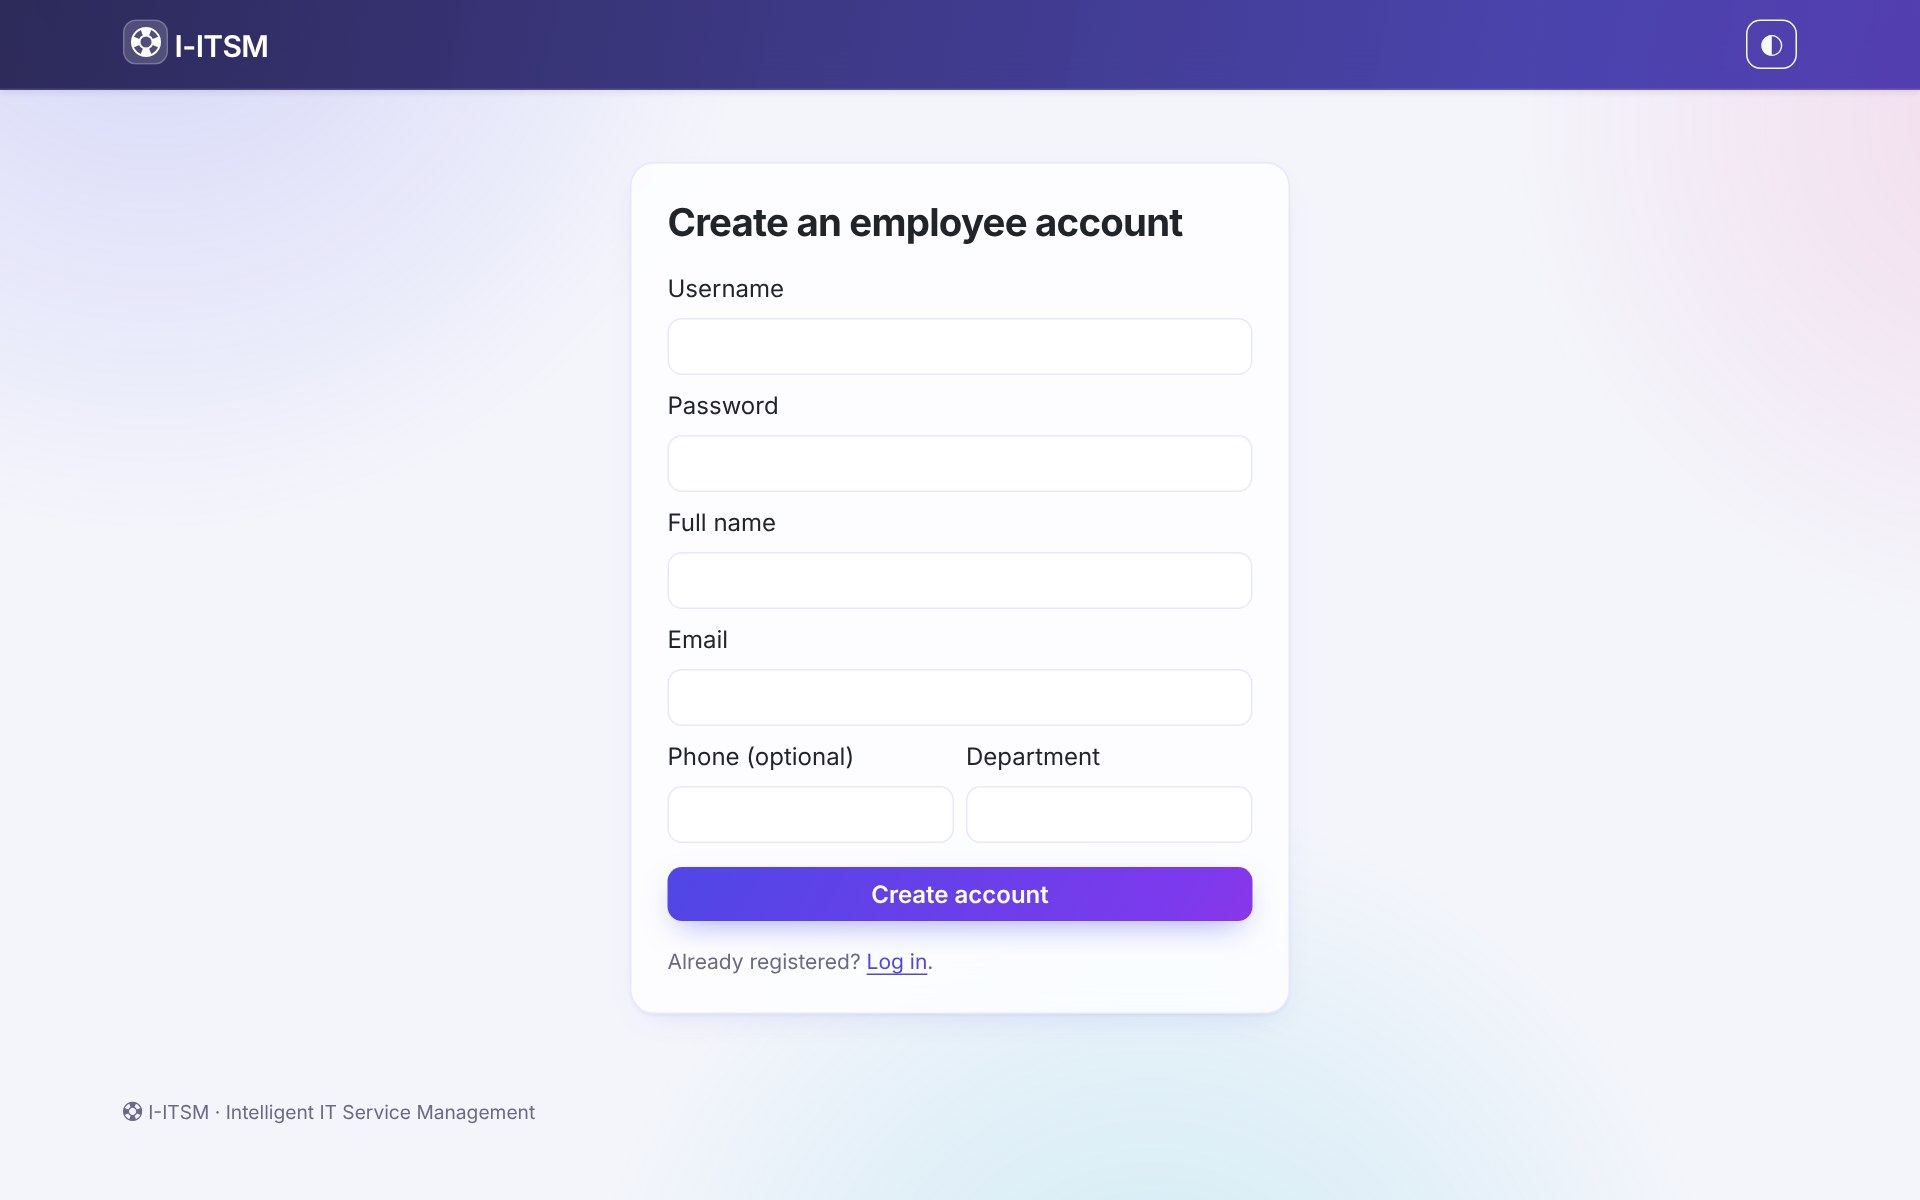 I-ITSM
Create an employee account
Username
Password
Full name
Email
Phone (optional) Department
Create account
Already registered? Log in.
I-ITSM · Intelligent IT Service Management